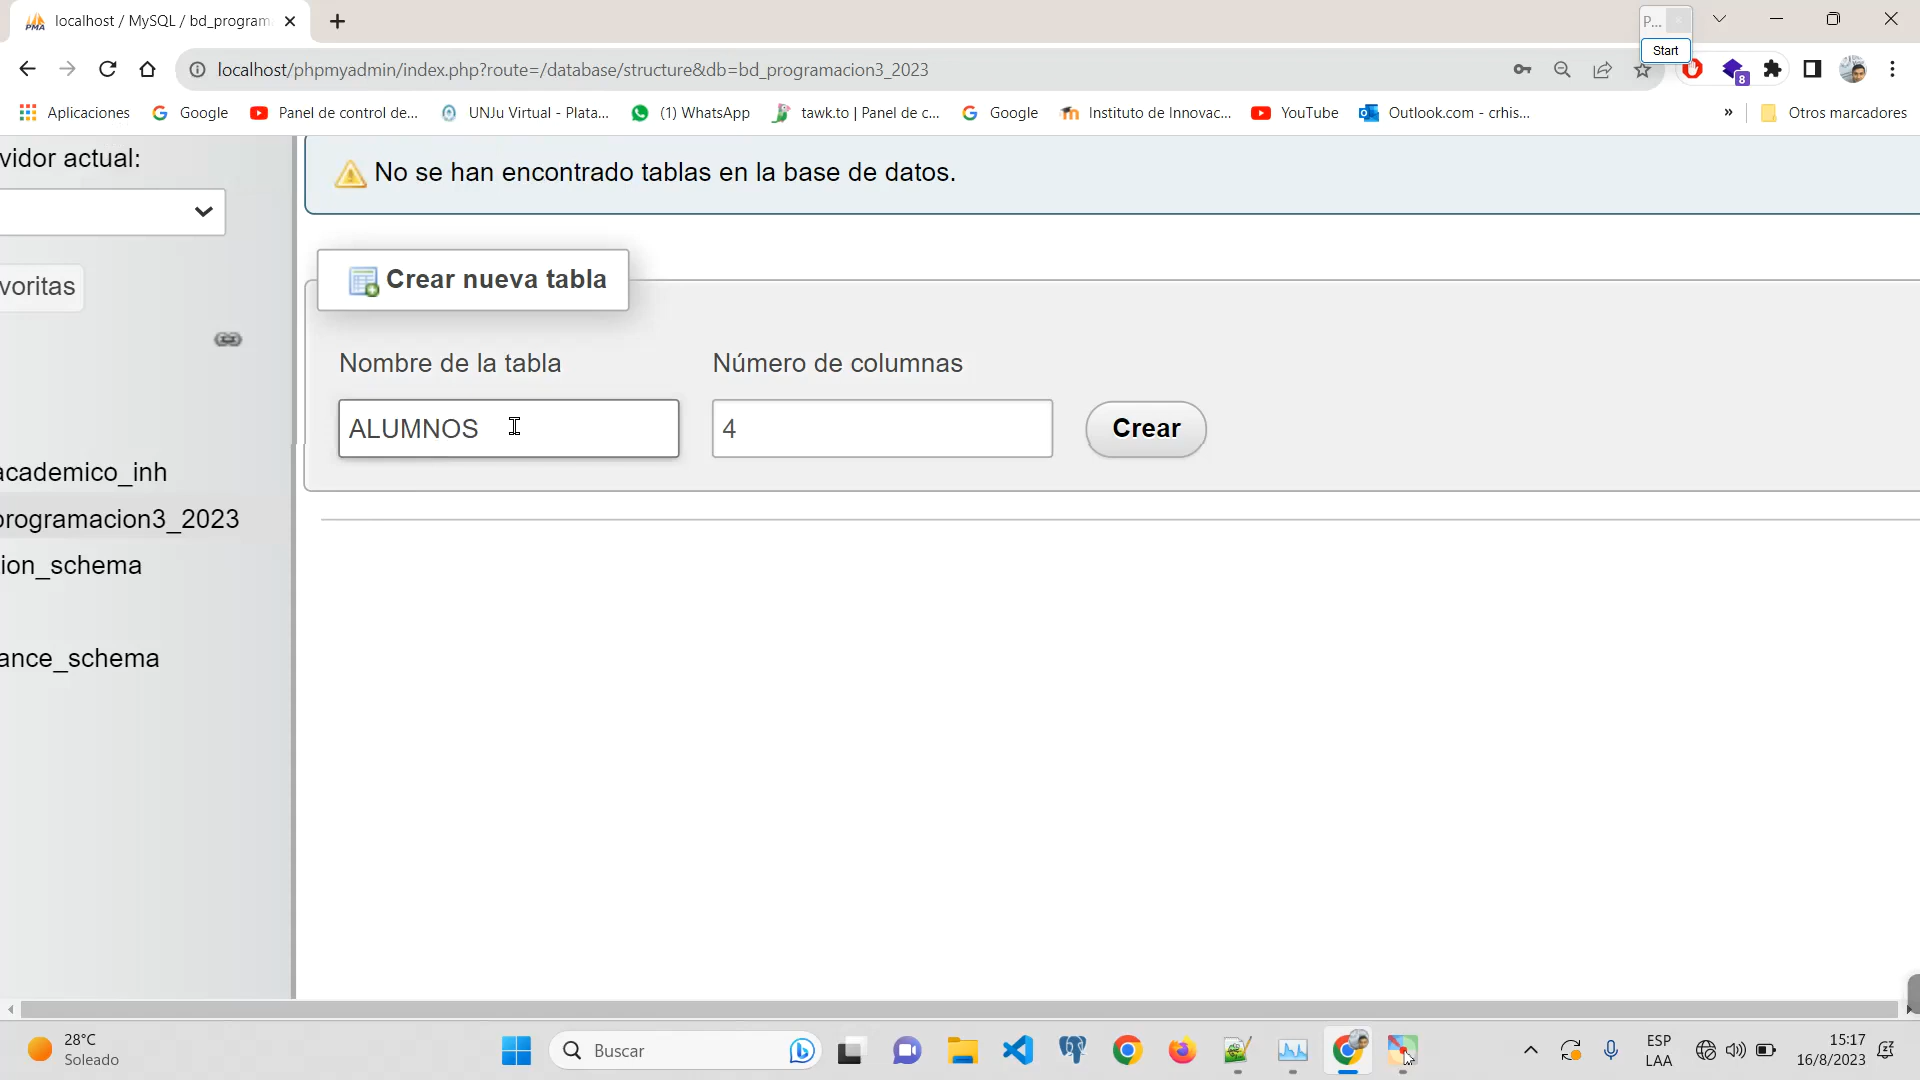 localhost / MySQL / bd_program
P...
Start
localhost/phpmyadmin/index.php?route=/database/structure&db=bd_programacion3_2023
8
Aplicaciones
Google
Panel de control de...
UNJu Virtual - Plata...
(1) WhatsApp
tawk.to | Panel de c...
Google
Instituto de Innovac...
YouTube
Outlook.com - crhis...
»
Otros marcadores
vidor actual:
No se han encontrado tablas en la base de datos.
Crear nueva tabla
voritas
Nombre de la tabla
Número de columnas
ALUMNOS
4
Crear
academico_inh
programacion3_2023
ion_schema
ance_schema
28°C
Soleado
Buscar
ESP
LAA
15:17
16/8/2023